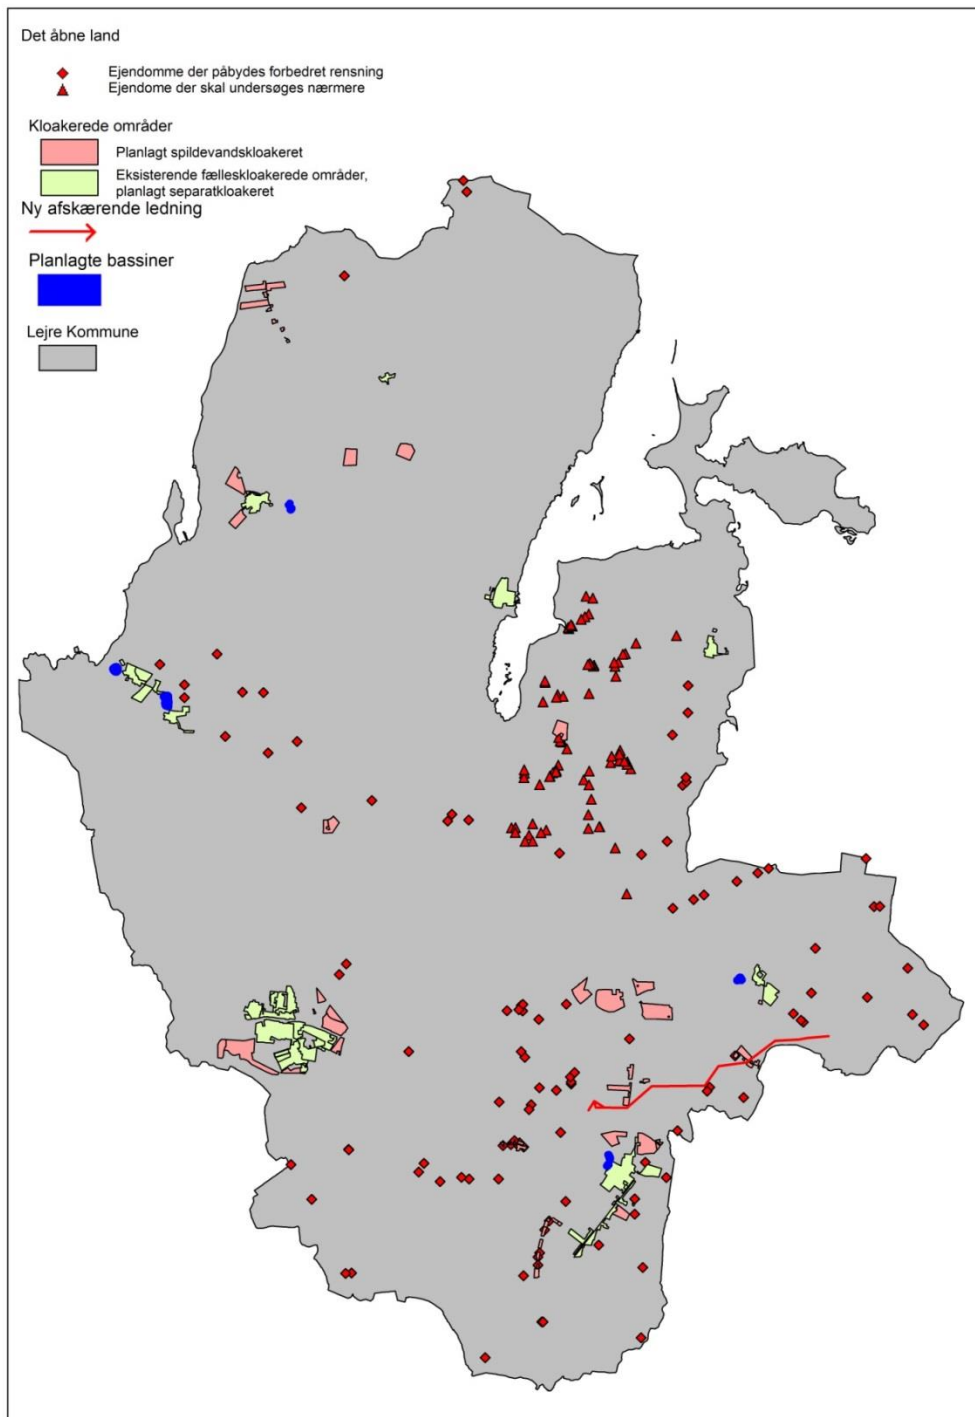 Det åbne land
Ejendomme der påbydes forbedret rensning
Ejendome der skal undersøges nærmere
Kloakerede områder
Planlagt spildevandskloakeret
Eksisterende fælleskloakerede områder,
planlagt separatkloakeret
Ny afskærende ledning
Planlagte bassiner
Lejre Kommune